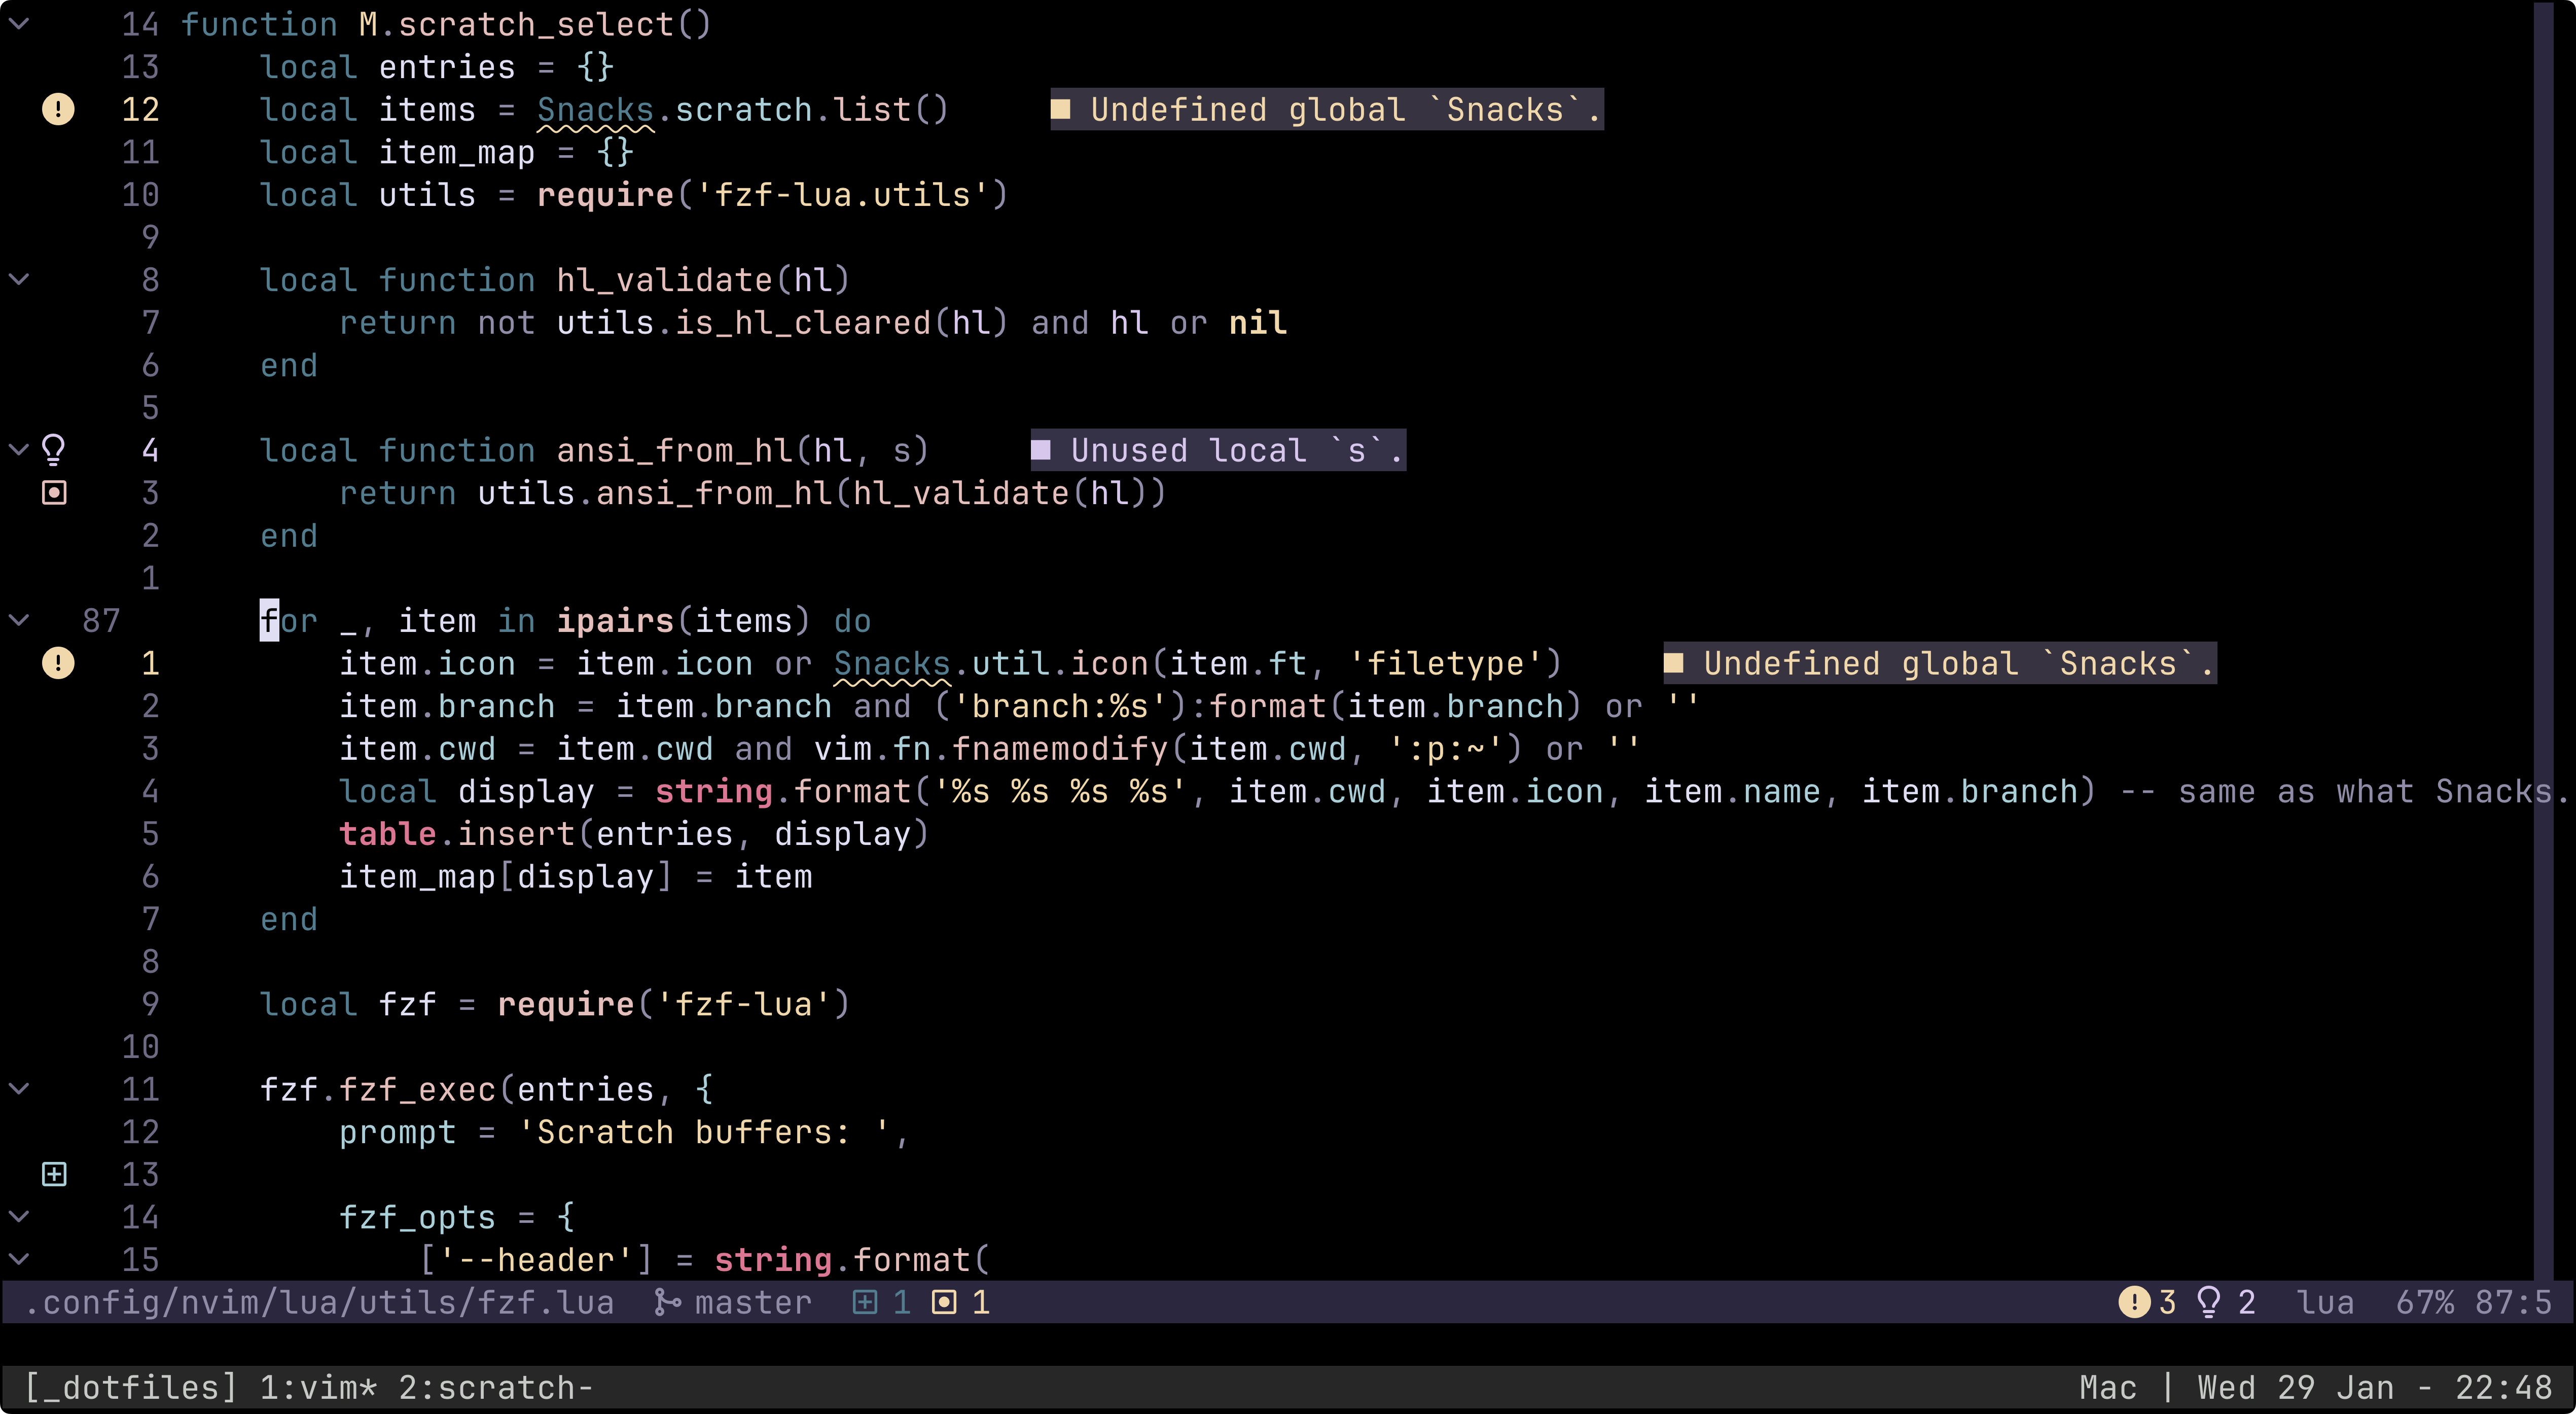 14 function M.scratch_select()
13     local entries = {}
12     local items = Snacks.scratch.list()     ■ Undefined global `Snacks`.
11     local item_map = {}
10     local utils = require('fzf-lua.utils')
9
8     local function hl_validate(hl)
7         return not utils.is_hl_cleared(hl) and hl or nil
6     end
5
4     local function ansi_from_hl(hl, s)     ■ Unused local `s`.
3         return utils.ansi_from_hl(hl_validate(hl))
2     end
1
87     for _, item in ipairs(items) do
1         item.icon = item.icon or Snacks.util.icon(item.ft, 'filetype')     ■ Undefined global `Snacks`.
2         item.branch = item.branch and ('branch:%s'):format(item.branch) or ''
3         item.cwd = item.cwd and vim.fn.fnamemodify(item.cwd, ':p:~') or ''
4         local display = string.format('%s %s %s %s', item.cwd, item.icon, item.name, item.branch) -- same as what Snacks.
5         table.insert(entries, display)
6         item_map[display] = item
7     end
8
9     local fzf = require('fzf-lua')
10
11     fzf.fzf_exec(entries, {
12         prompt = 'Scratch buffers: ',
13
14         fzf_opts = {
15             ['--header'] = string.format(
.config/nvim/lua/utils/fzf.lua  master  1  1  3  2  lua  67% 87:5
[_dotfiles] 1:vim* 2:scratch-  Mac | Wed 29 Jan - 22:48